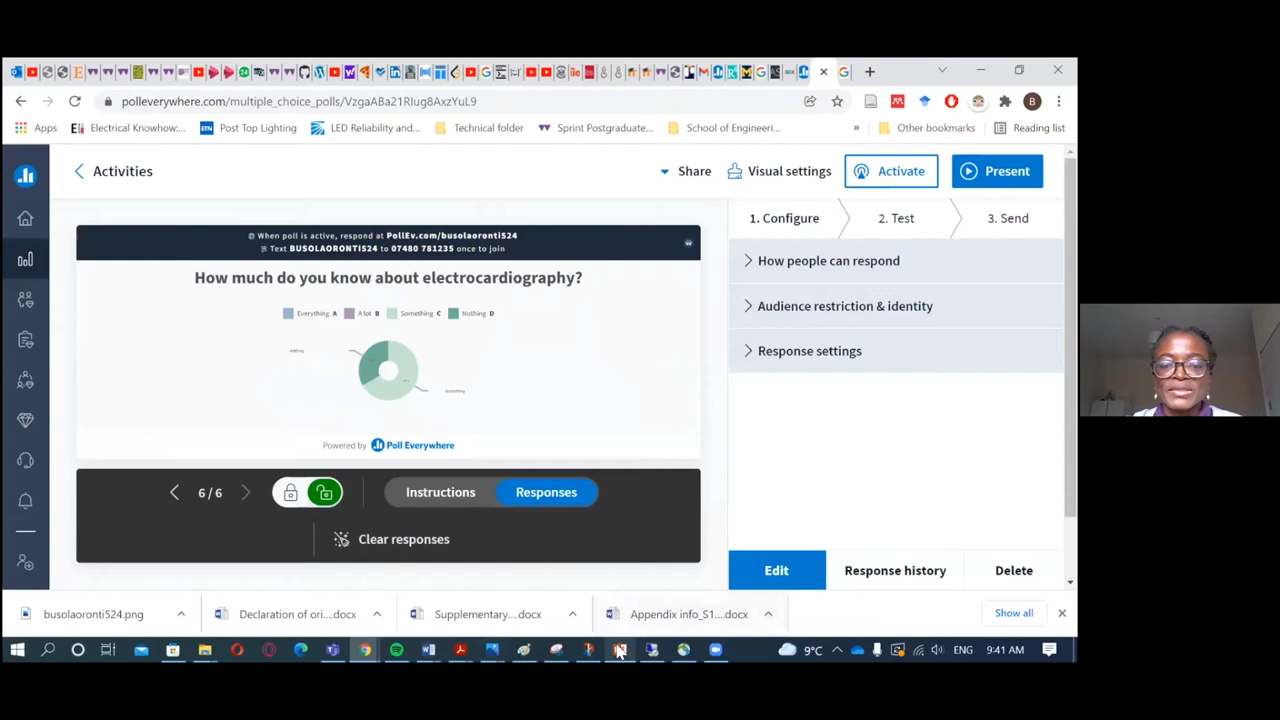 polleverywhere.com/multiple_choice_polls/VzgaABa21RIug8AxzYuL9
B
Apps
Electrical Knowhow:...
Post Top Lighting
LED Reliability and...
Technical folder
Sprint Postgraduate...
School of Engineeri...
»
Other bookmarks
Reading list
Activities
Share
Visual settings
Activate
Present
When poll is active, respond at PollEv.com/busolaoronti524
Text BUSOLAORONTI524 to 07480 781235 once to join
How much do you know about electrocardiography?
Everything A
A lot B
Something C
Nothing D
Nothing
Something
Powered by Poll Everywhere
6 / 6
Instructions
Responses
Clear responses
1. Configure
2. Test
3. Send
How people can respond
Audience restriction & identity
Response settings
Edit
Response history
Delete
busolaoronti524.png
Declaration of ori....docx
Supplementary....docx
Appendix info_S1....docx
Show all
9°C
ENG
9:41 AM